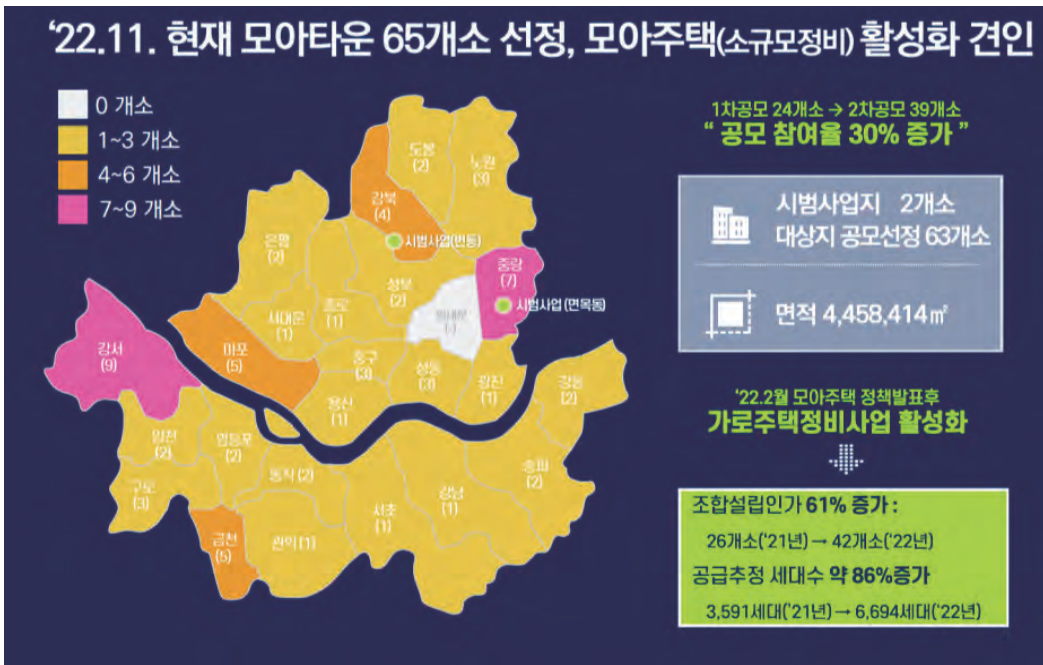 ‘22.11. 현재 모아타운 65개소 선정, 모아주택(소규모정비) 활성화 견인
0 개소
1~3 개소
4~6 개소
7~9 개소
도봉
(2)
노원
(3)
강북
(4)
시범사업(번동)
은평
(2)
중랑
(7)
시범사업 (면목동)
성북
(2)
종로
(1)
서대문
(1)
강서
(9)
마포
(5)
중구
(3)
성동
(3)
광진
(1)
강동
(2)
용산
(1)
양천
(2)
영등포
(2)
동작 (2)
구로
(3)
금천
(5)
관악(1)
서초
(1)
강남
(1)
송파
(2)
1차공모 24개소 → 2차공모 39개소
“ 공모 참여율 30% 증가 ”
시범사업지 2개소
대상지 공모선정 63개소
면적 4,458,414㎡
‘22.2월 모아주택 정책발표후
가로주택정비사업 활성화
조합설립인가 61% 증가 :
26개소(‘21년) → 42개소(‘22년)
공급추정 세대수 약 86%증가
3,591세대(‘21년) → 6,694세대(‘22년)